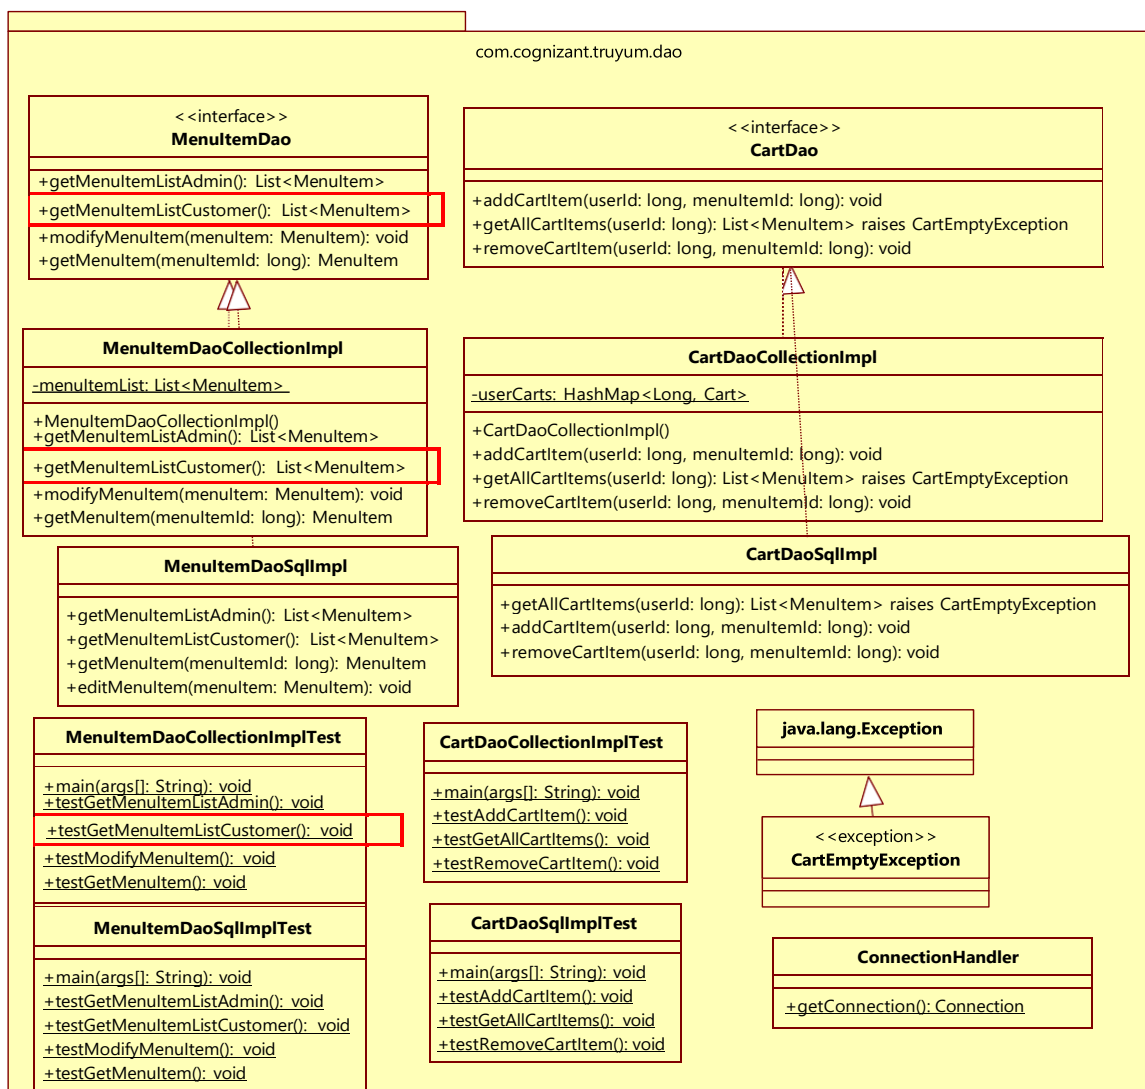 com.cognizant.truyum.dao
<<interface>>
MenuItemDao
+getMenuItemListAdmin(): List<MenuItem>
+getMenuItemListCustomer(): List<MenuItem>
+modifyMenuItem(menuItem: MenuItem): void
+getMenuItem(menuItemId: long): MenuItem
<<interface>>
CartDao
+addCartItem(userId: long, menuItemId: long): void
+getAllCartItems(userId: long): List<MenuItem> raises CartEmptyException
+removeCartItem(userId: long, menuItemId: long): void
MenuItemDaoCollectionImpl
-menuItemList: List<MenuItem>
+MenuItemDaoCollectionImpl()
+getMenuItemListAdmin(): List<MenuItem>
+getMenuItemListCustomer(): List<MenuItem>
+modifyMenuItem(menuItem: MenuItem): void
+getMenuItem(menuItemId: long): MenuItem
CartDaoCollectionImpl
-userCarts: HashMap<Long, Cart>
+CartDaoCollectionImpl()
+addCartItem(userId: long, menuItemId: long): void
+getAllCartItems(userId: long): List<MenuItem> raises CartEmptyException
+removeCartItem(userId: long, menuItemId: long): void
MenuItemDaoSqlImpl
+getMenuItemListAdmin(): List<MenuItem>
+getMenuItemListCustomer(): List<MenuItem>
+getMenuItem(menuItemId: long): MenuItem
+editMenuItem(menuItem: MenuItem): void
CartDaoSqlImpl
+getAllCartItems(userId: long): List<MenuItem> raises CartEmptyException
+addCartItem(userId: long, menuItemId: long): void
+removeCartItem(userId: long, menuItemId: long): void
MenuItemDaoCollectionImplTest
+main(args[]: String): void
+testGetMenuItemListAdmin(): void
+testGetMenuItemListCustomer(): void
+testModifyMenuItem(): void
+testGetMenuItem(): void
CartDaoCollectionImplTest
+main(args[]: String): void
+testAddCartItem(): void
+testGetAllCartItems(): void
+testRemoveCartItem(): void
java.lang.Exception
<<exception>>
CartEmptyException
MenuItemDaoSqlImplTest
+main(args[]: String): void
+testGetMenuItemListAdmin(): void
+testGetMenuItemListCustomer(): void
+testModifyMenuItem(): void
+testGetMenuItem(): void
CartDaoSqlImplTest
+main(args[]: String): void
+testAddCartItem(): void
+testGetAllCartItems(): void
+testRemoveCartItem(): void
ConnectionHandler
+getConnection(): Connection